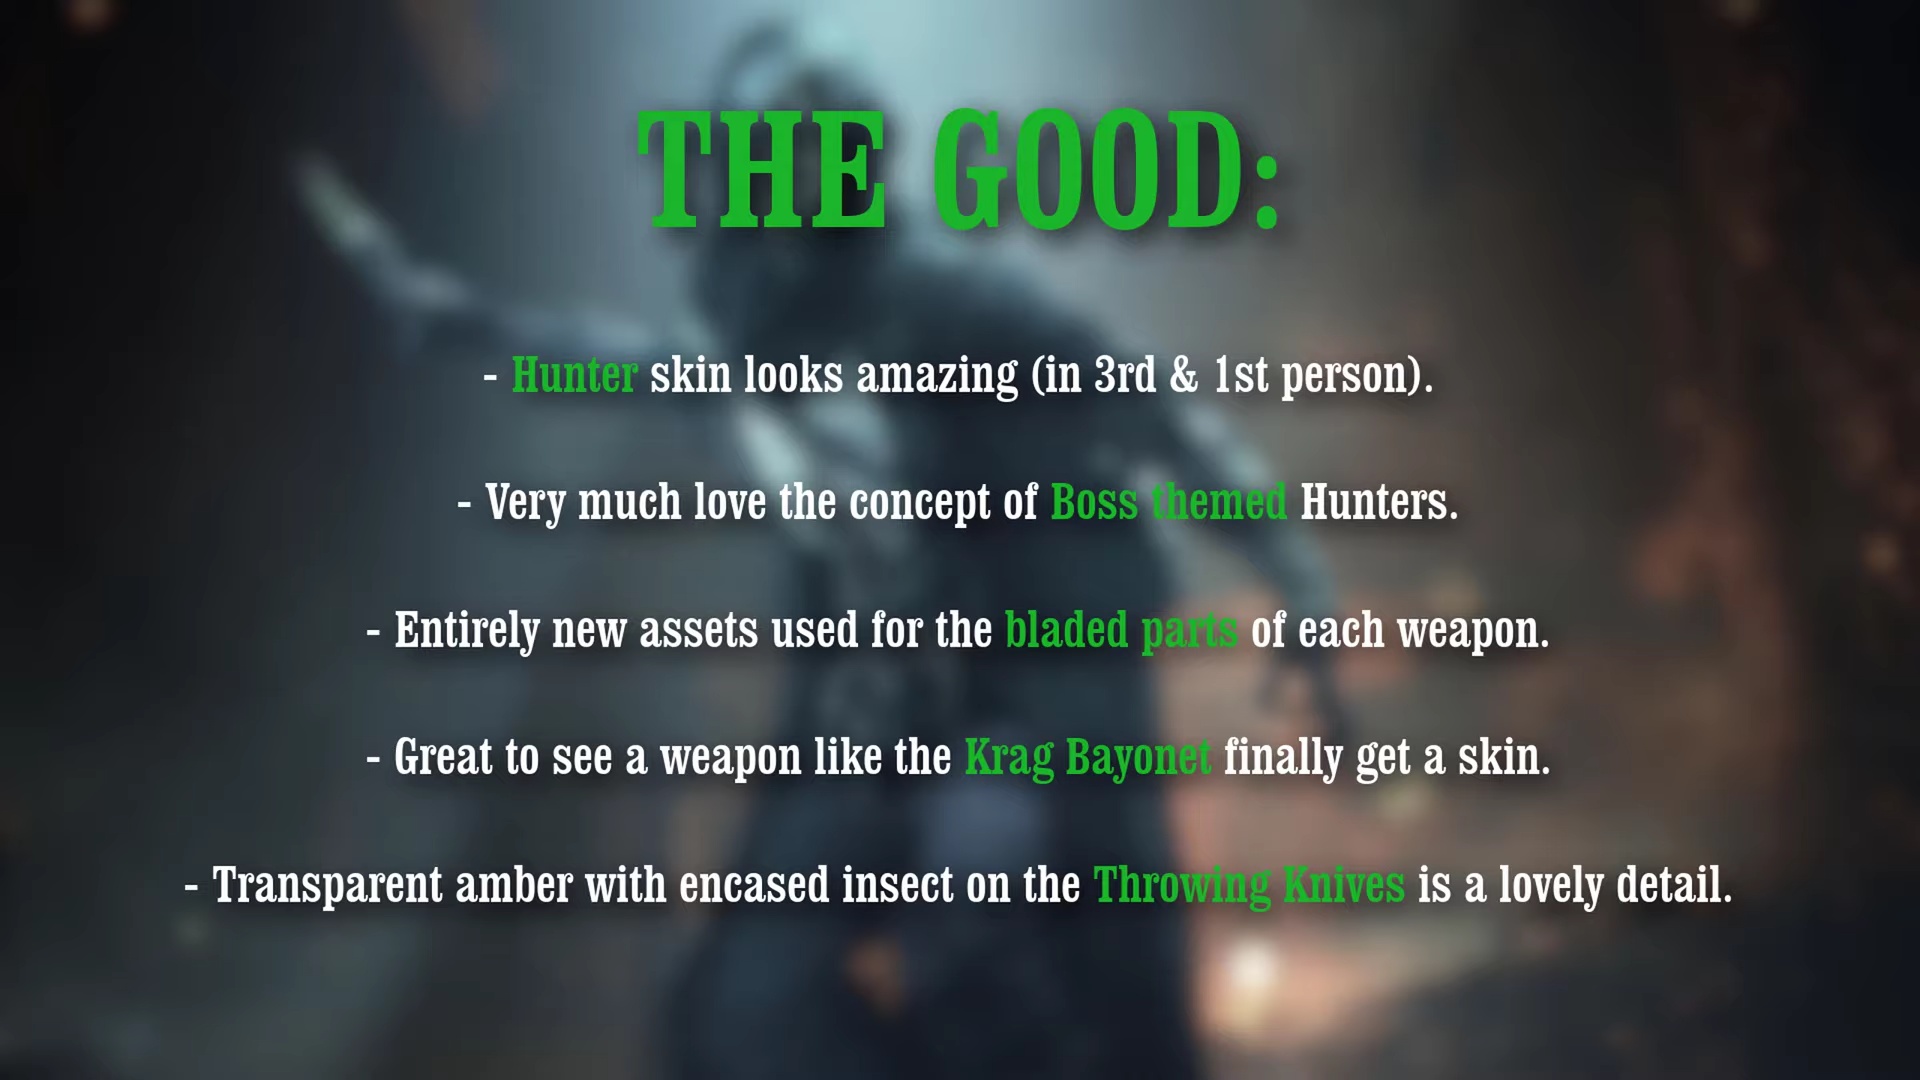 THE GOOD:
- Hunter skin looks amazing (in 3rd & 1st person).
- Very much love the concept of Boss themed Hunters.
- Entirely new assets used for the bladed parts of each weapon.
- Great to see a weapon like the Krag Bayonet finally get a skin.
- Transparent amber with encased insect on the Throwing Knives is a lovely detail.